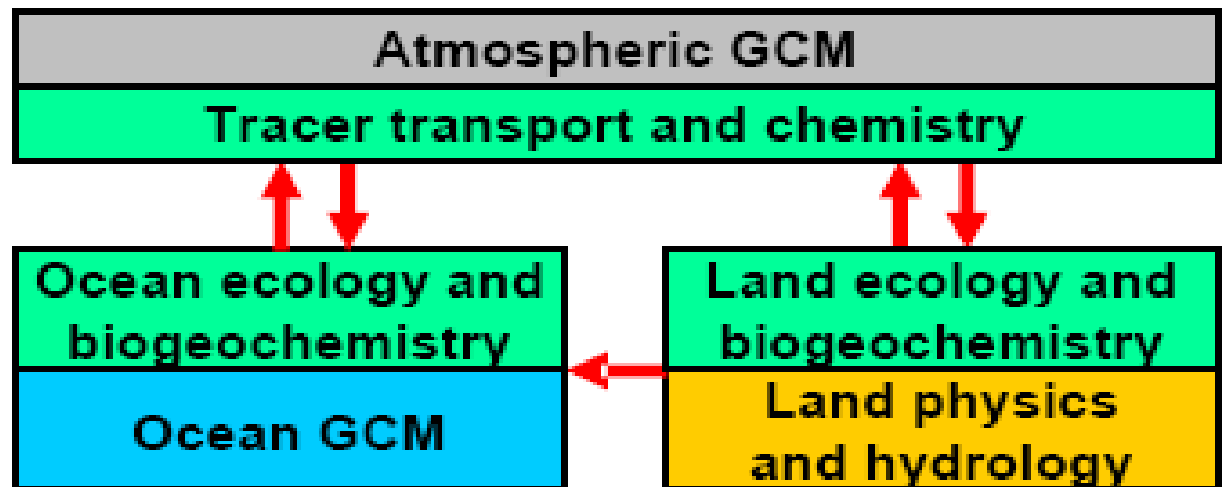 Atmospheric GCM
Tracer transport and chemistry
Ocean ecology and
biogeochemistry
Ocean GCM
Land ecology and
biogeochemistry
Land physics
and hydrology